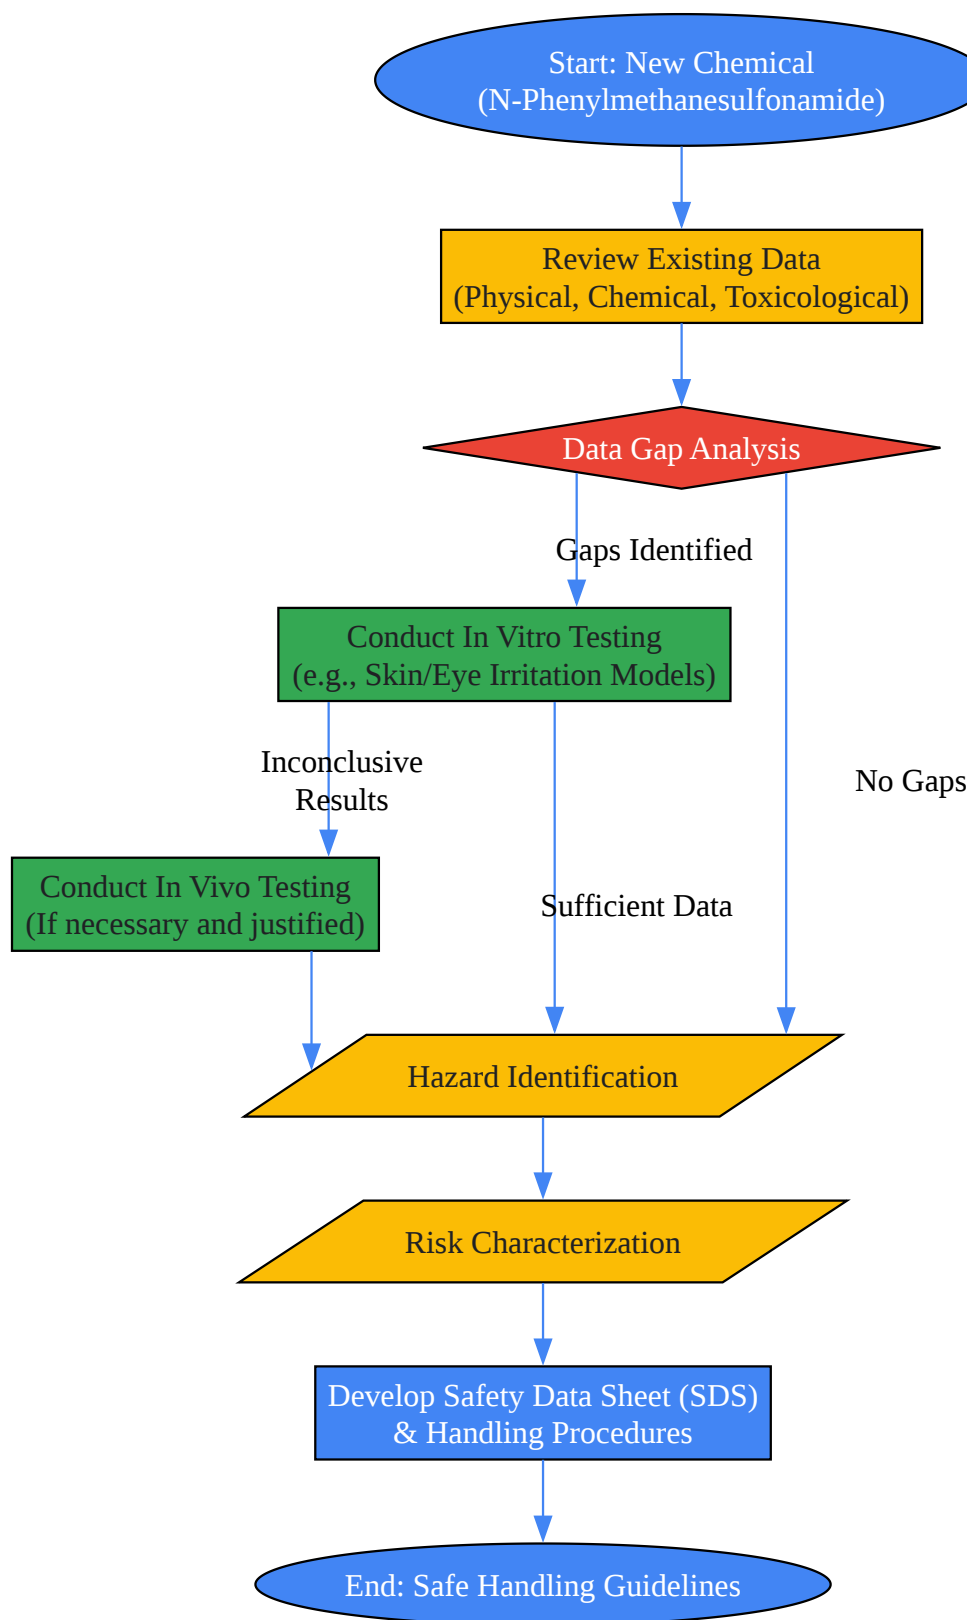 Start: New Chemical
(N-Phenylmethanesulfonamide)
Review Existing Data
(Physical, Chemical, Toxicological)
Data Gap Analysis
Gaps Identified
Conduct In Vitro Testing
(e.g., Skin/Eye Irritation Models)
Inconclusive
Results
No Gaps
Conduct In Vivo Testing
(If necessary and justified)
Sufficient Data
Hazard Identification
Risk Characterization
Develop Safety Data Sheet (SDS)
& Handling Procedures
End: Safe Handling Guidelines